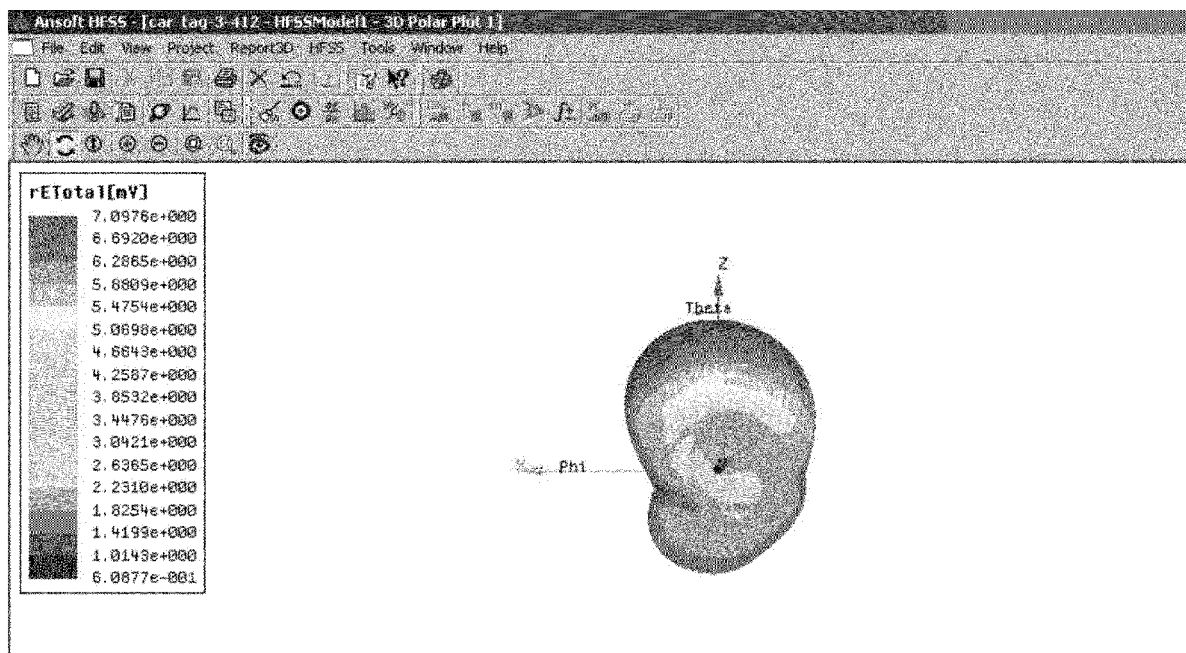 Ansoft HFSS - [car_tag-3-412 - HFSSModel1 - 3D Polar Plot 1]
File Edit View Project Report3D HFSS Tools Window Help
rETotal[mV]
7.0976e+000
6.6920e+000
6.2865e+000
5.8809e+000
5.4754e+000
5.0698e+000
4.6643e+000
4.2587e+000
3.8532e+000
3.4476e+000
3.0421e+000
2.6365e+000
2.2310e+000
1.8254e+000
1.4199e+000
1.0143e+000
6.0877e-001
Z
Theta
Phi